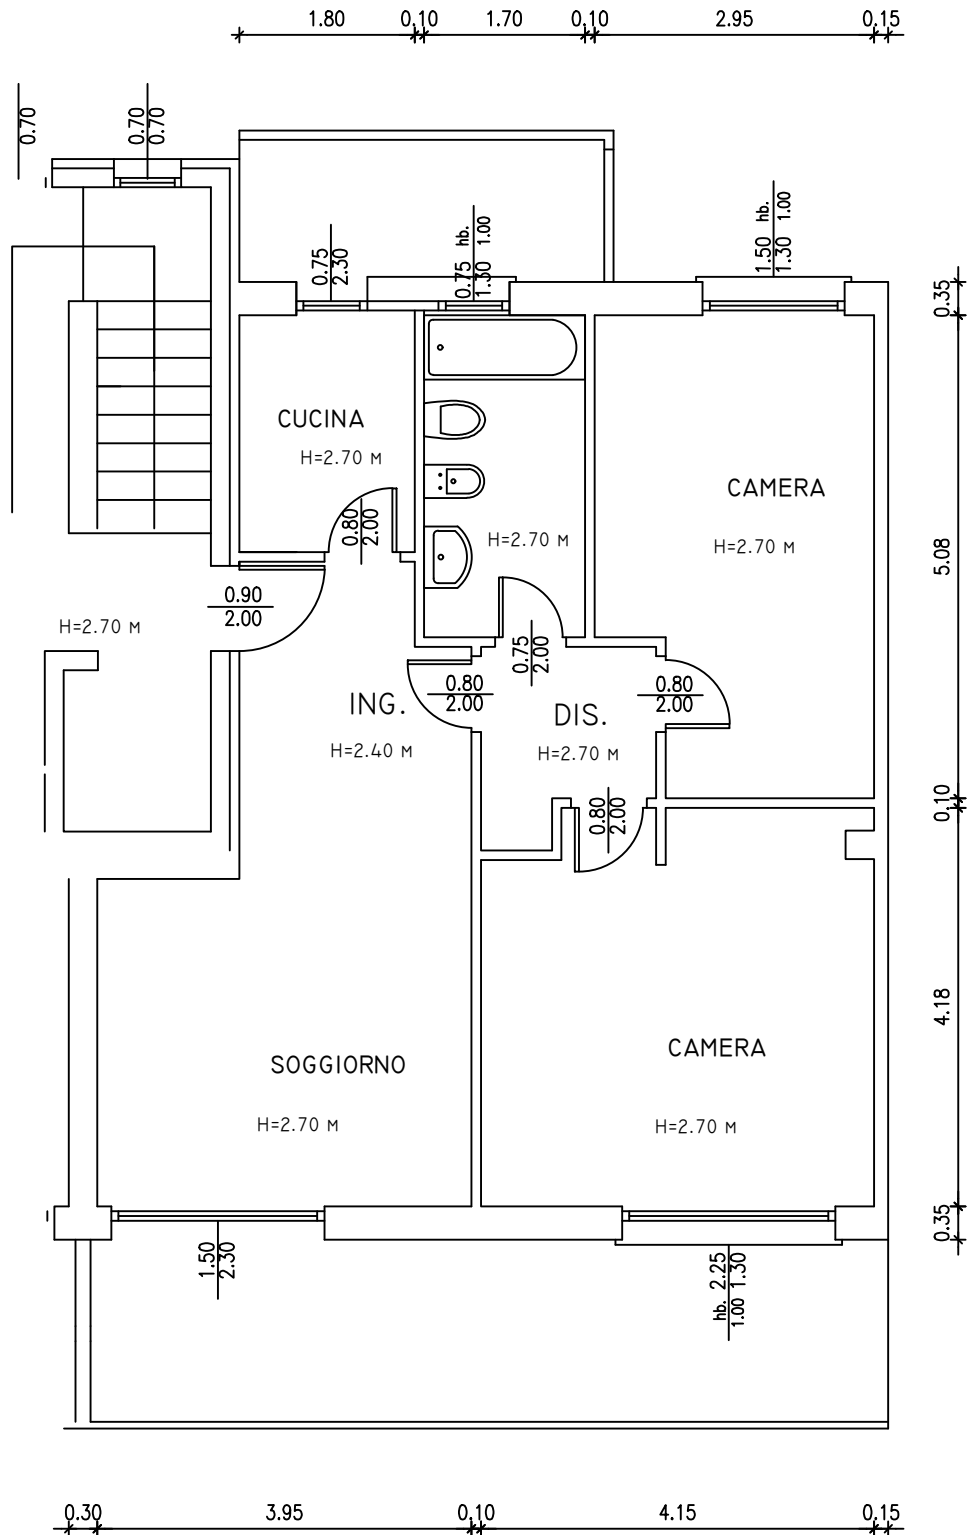 1.80 0.10 1.70 0.10 2.95 0.15
0.70
0.70
0.70
0.75
2.30
0.75 hb.
1.30 1.00
1.50 hb.
1.30 1.00
0.35
CUCINA
H=2.70 M
CAMERA
H=2.70 M
H=2.70 M
0.80
2.00
5.08
0.90
2.00
H=2.70 M
0.75
2.00
0.80
2.00
0.80
2.00
ING.
H=2.40 M
DIS.
H=2.70 M
0.80
2.00
0.10
4.18
SOGGIORNO
H=2.70 M
CAMERA
H=2.70 M
0.35
1.50
2.30
hb. 2.25
1.00 1.30
0.30 3.95 0.10 4.15 0.15